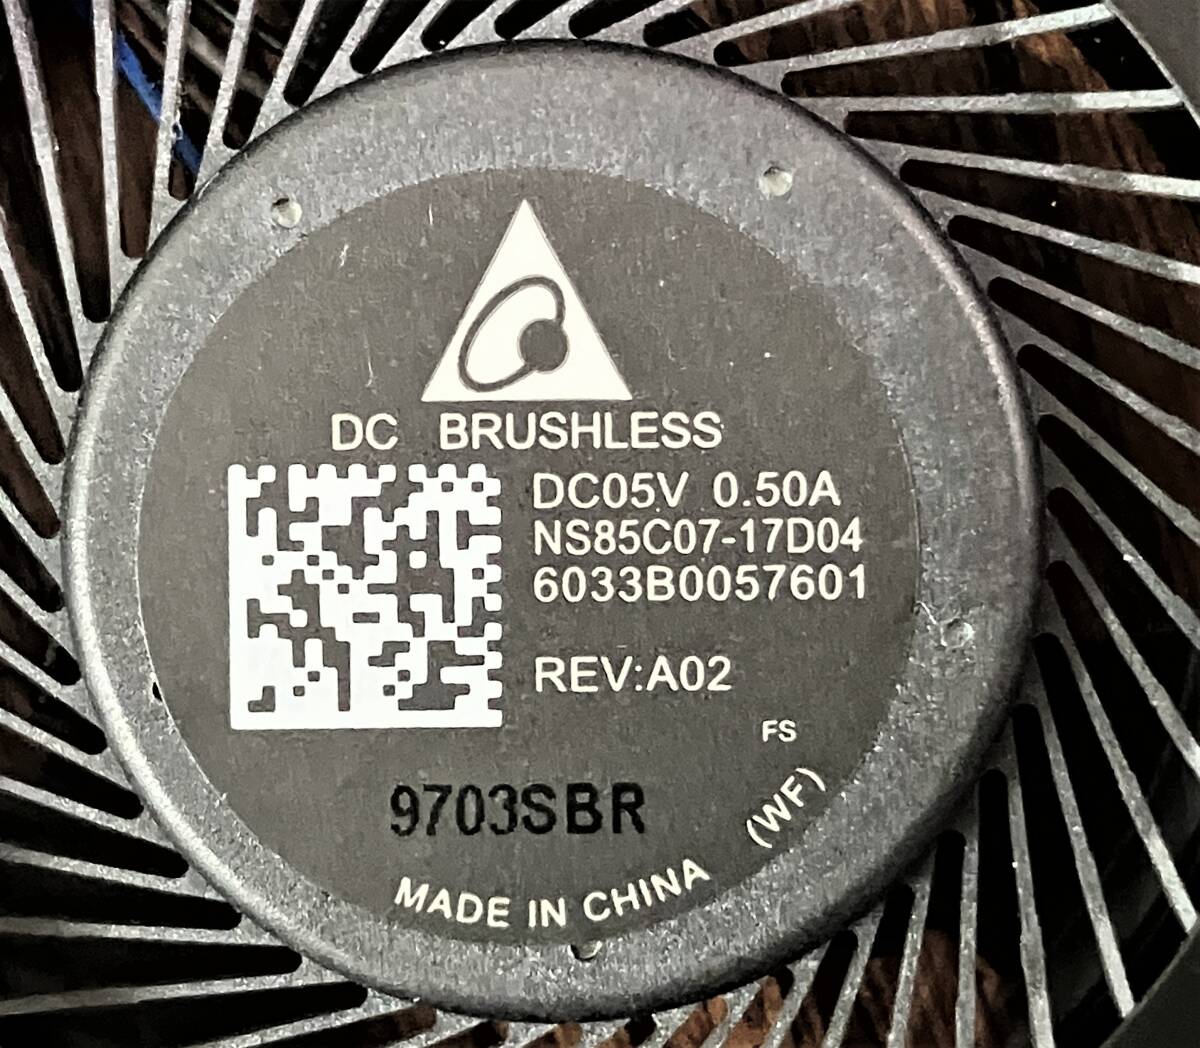 DC BRUSHLESS
DC05V 0.50A
NS85C07-17D04
6033B0057601
REV:A02
FS
(WF)
9703SBR
MADE IN CHINA